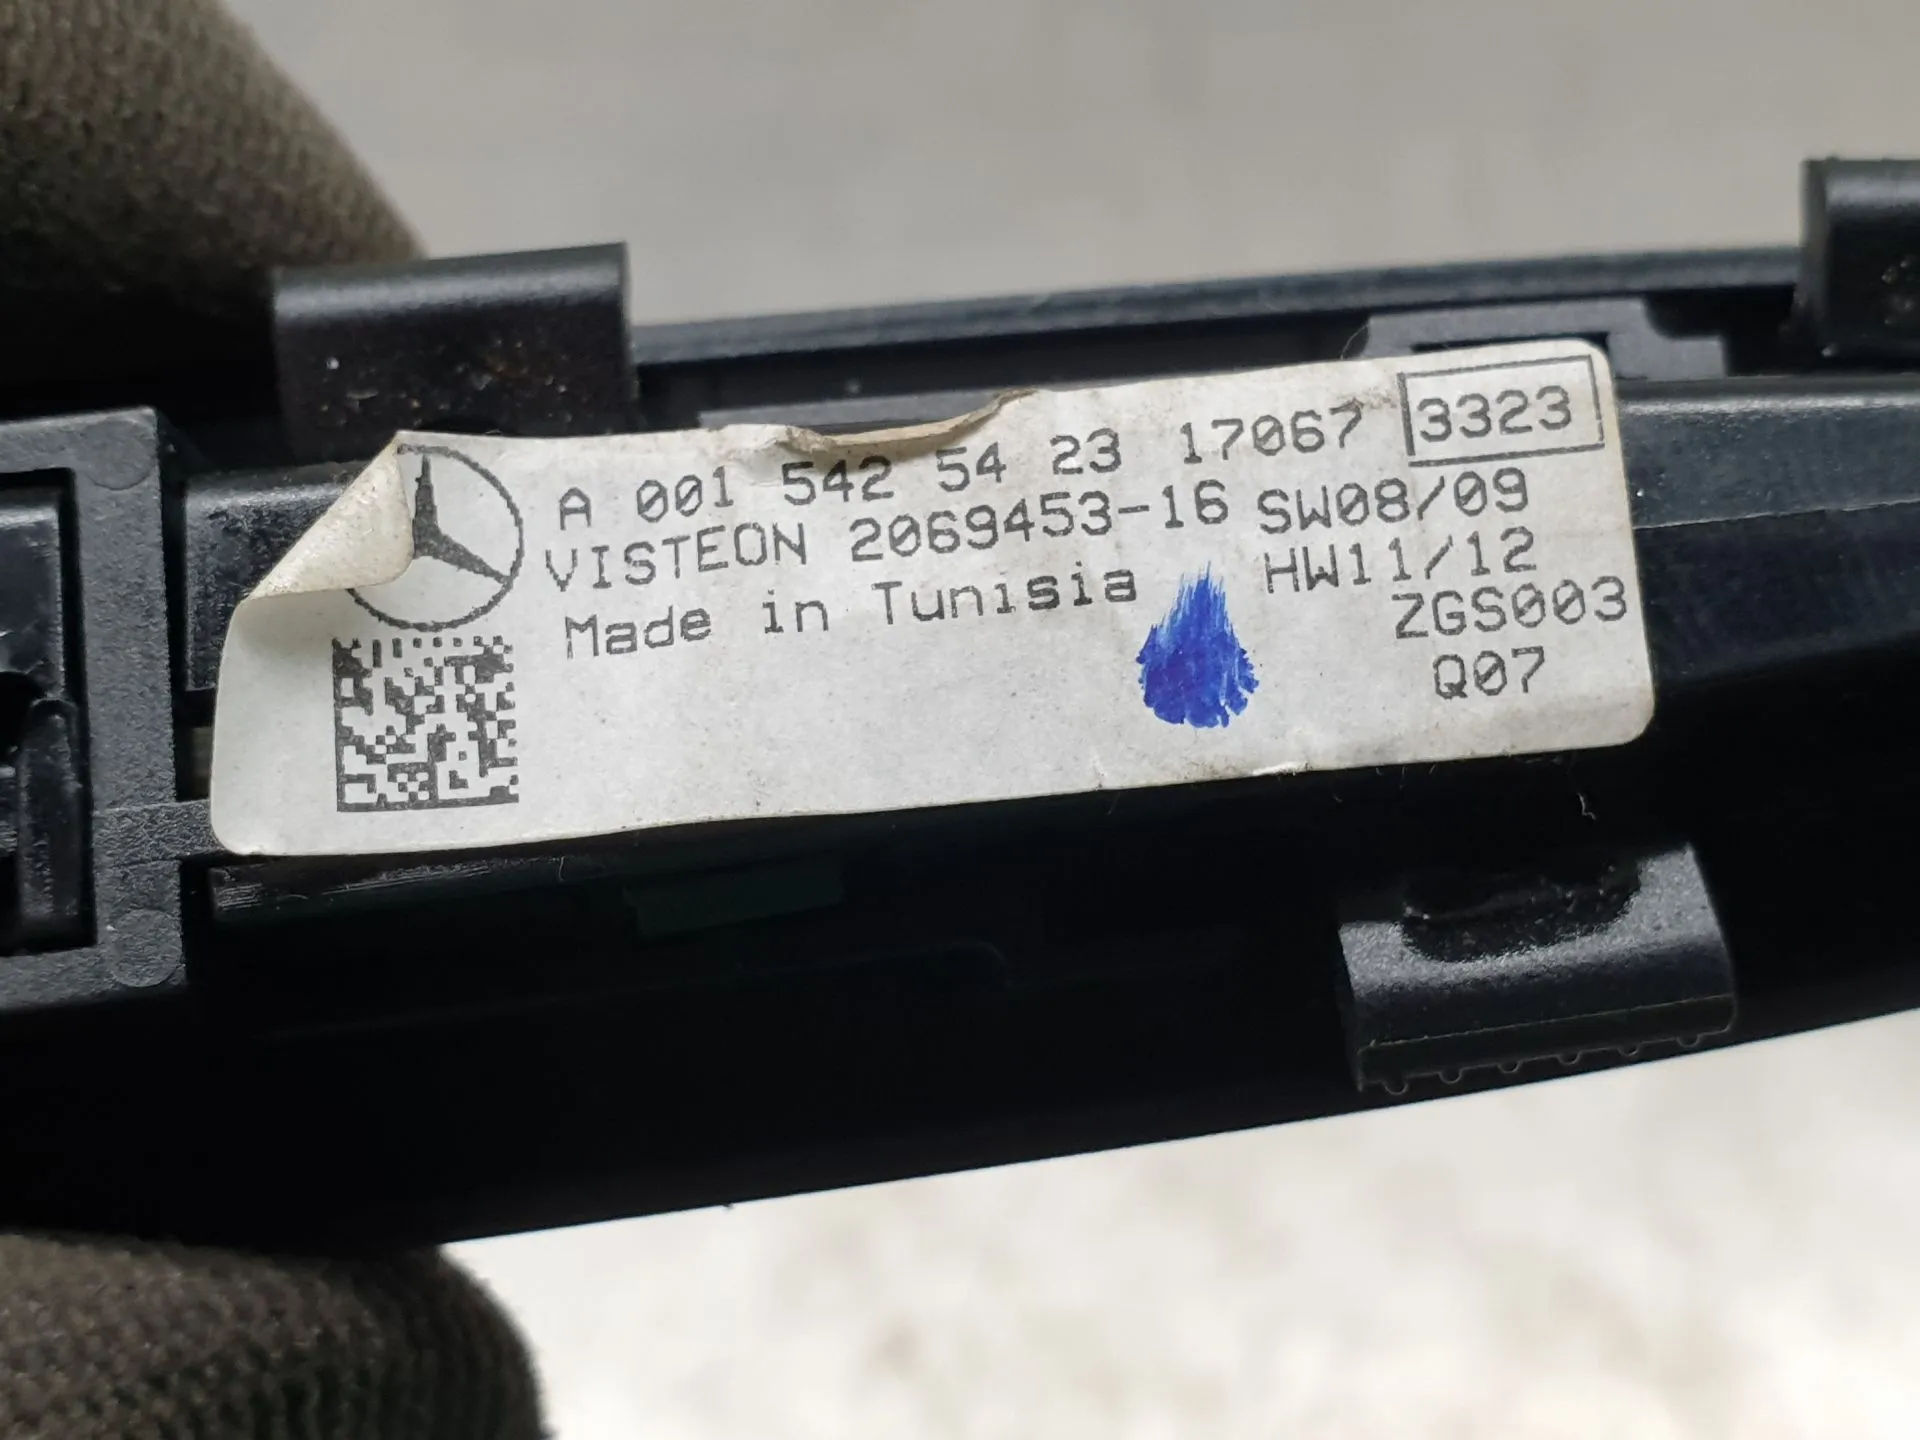 A 001 542 54 23 17067 3323
VISTEON 2069453-16 SW08/09
Made in Tunisia HW11/12
ZGS003
Q07